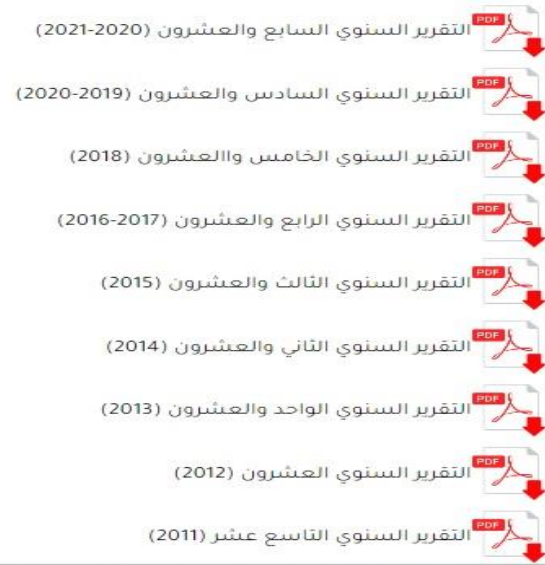 PDF التقرير السنوي السابع والعشرون (2020-2021)
PDF التقرير السنوي السادس والعشرون (2019-2020)
PDF التقرير السنوي الخامس واالعشرون (2018)
PDF التقرير السنوي الرابع والعشرون (2017-2016)
PDF التقرير السنوي الثالث والعشرون (2015)
PDF التقرير السنوي الثاني والعشرون (2014)
PDF التقرير السنوي الواحد والعشرون (2013)
PDF التقرير السنوي العشرون (2012)
PDF التقرير السنوي التاسع عشر (2011)